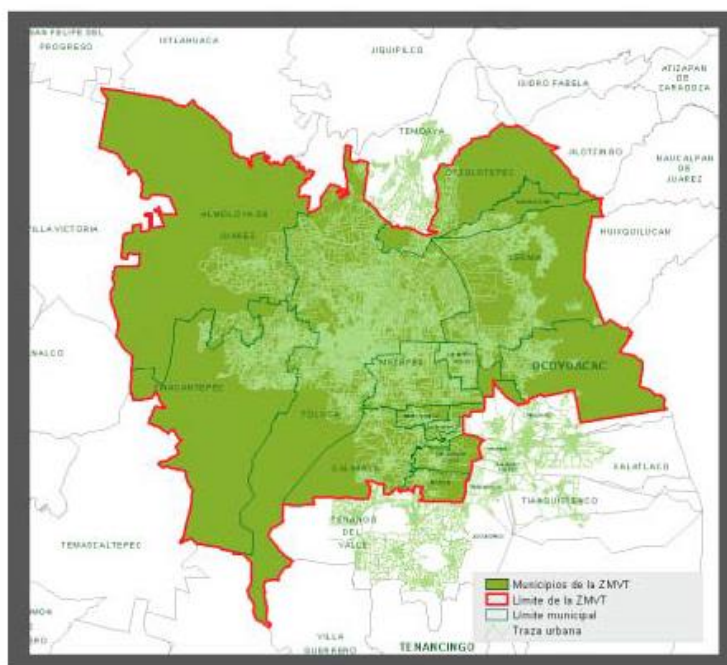 SAN FELIPE DEL
PROGRESO
IXTLAHUACA
JIQUIPILCO
ATIZAPAN
DE
ZARAGOZA
ISIDRO FABELA
TEMOAYA
JILOTZINGO
OTZOLOTEPEC
NAUCALPAN
DE
JUAREZ
ALMOLOYA DE
JUAREZ
VILLA VICTORIA
HUIXQUILUCAN
LERMA
METEPEC
OCOYOACAC
ZINACANTEPEC
TOLUCA
CALIMAYA
XALATLACO
TIANGUISTENCO
TENANGO
DEL
VALLE
TEMASCALTEPEC
Municipios de la ZMVT
Límite de la ZMVT
Límite municipal
Traza urbana
VILLA
GUERRERO
TENANCINGO